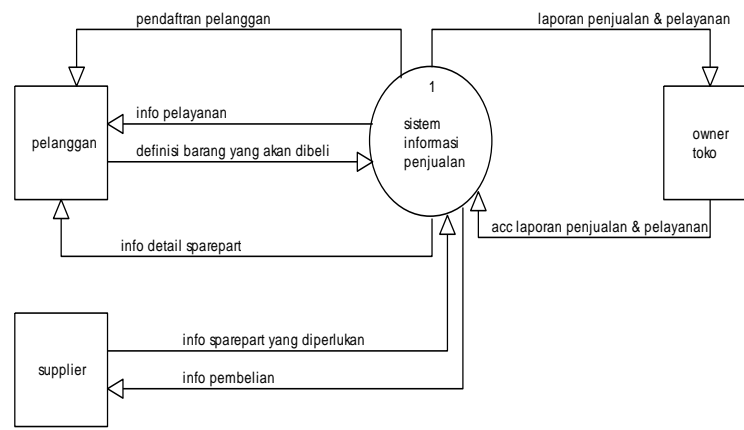 pendaftran pelanggan
laporan penjualan & pelayanan
1
sistem
informasi
penjualan
pelanggan
info pelayanan
definisi barang yang akan dibeli
owner
toko
acc laporan penjualan & pelayanan
info detail sparepart
supplier
info sparepart yang diperlukan
info pembelian